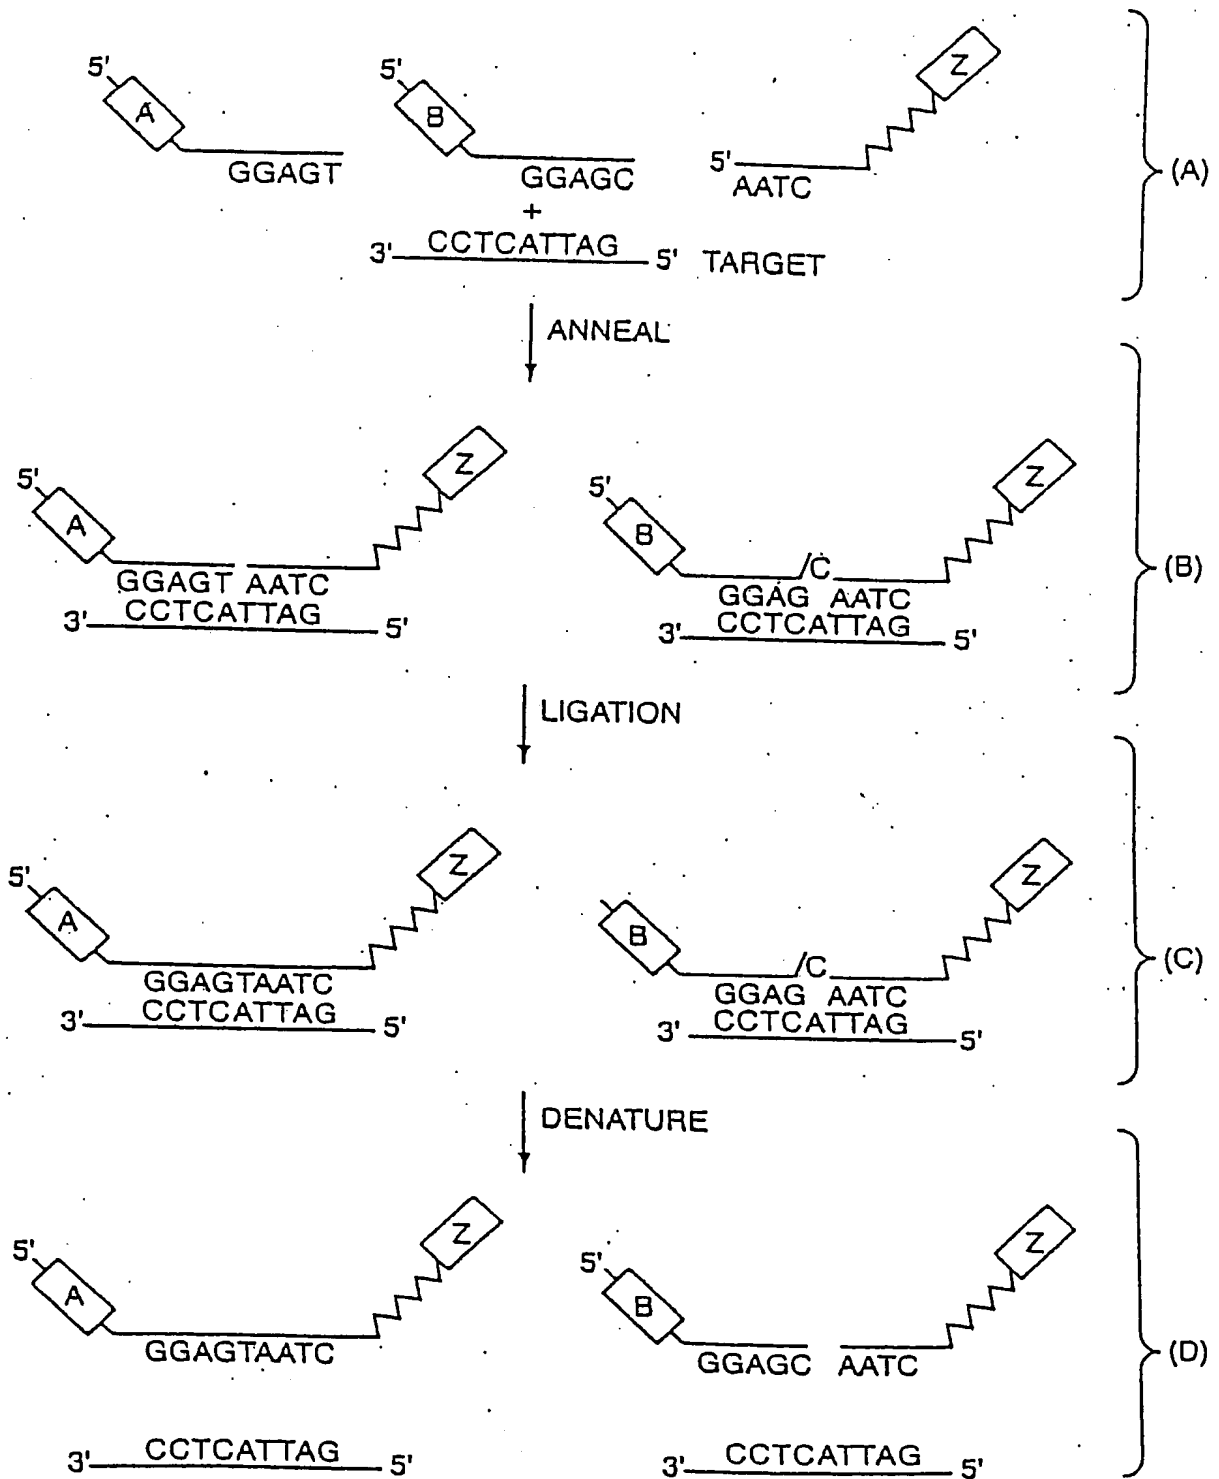 5' 5' Z
A B
5'
GGAGT GGAGC AATC (A)
+
CCTCATTAG
3' 5' TARGET
ANNEAL
Z Z
5' 5'
A B
/C
GGAGT AATC GGAG AATC (B)
CCTCATTAG CCTCATTAG
3' 5' 3' 5'
LIGATION
Z Z
5'
A B
/C (C)
GGAGTAATC GGAG AATC
CCTCATTAG CCTCATTAG
3' 5' 3' 5'
DENATURE
Z Z
5' 5'
A B
GGAGTAATC GGAGC AATC (D)
CCTCATTAG CCTCATTAG
3' 5' 3' 5'